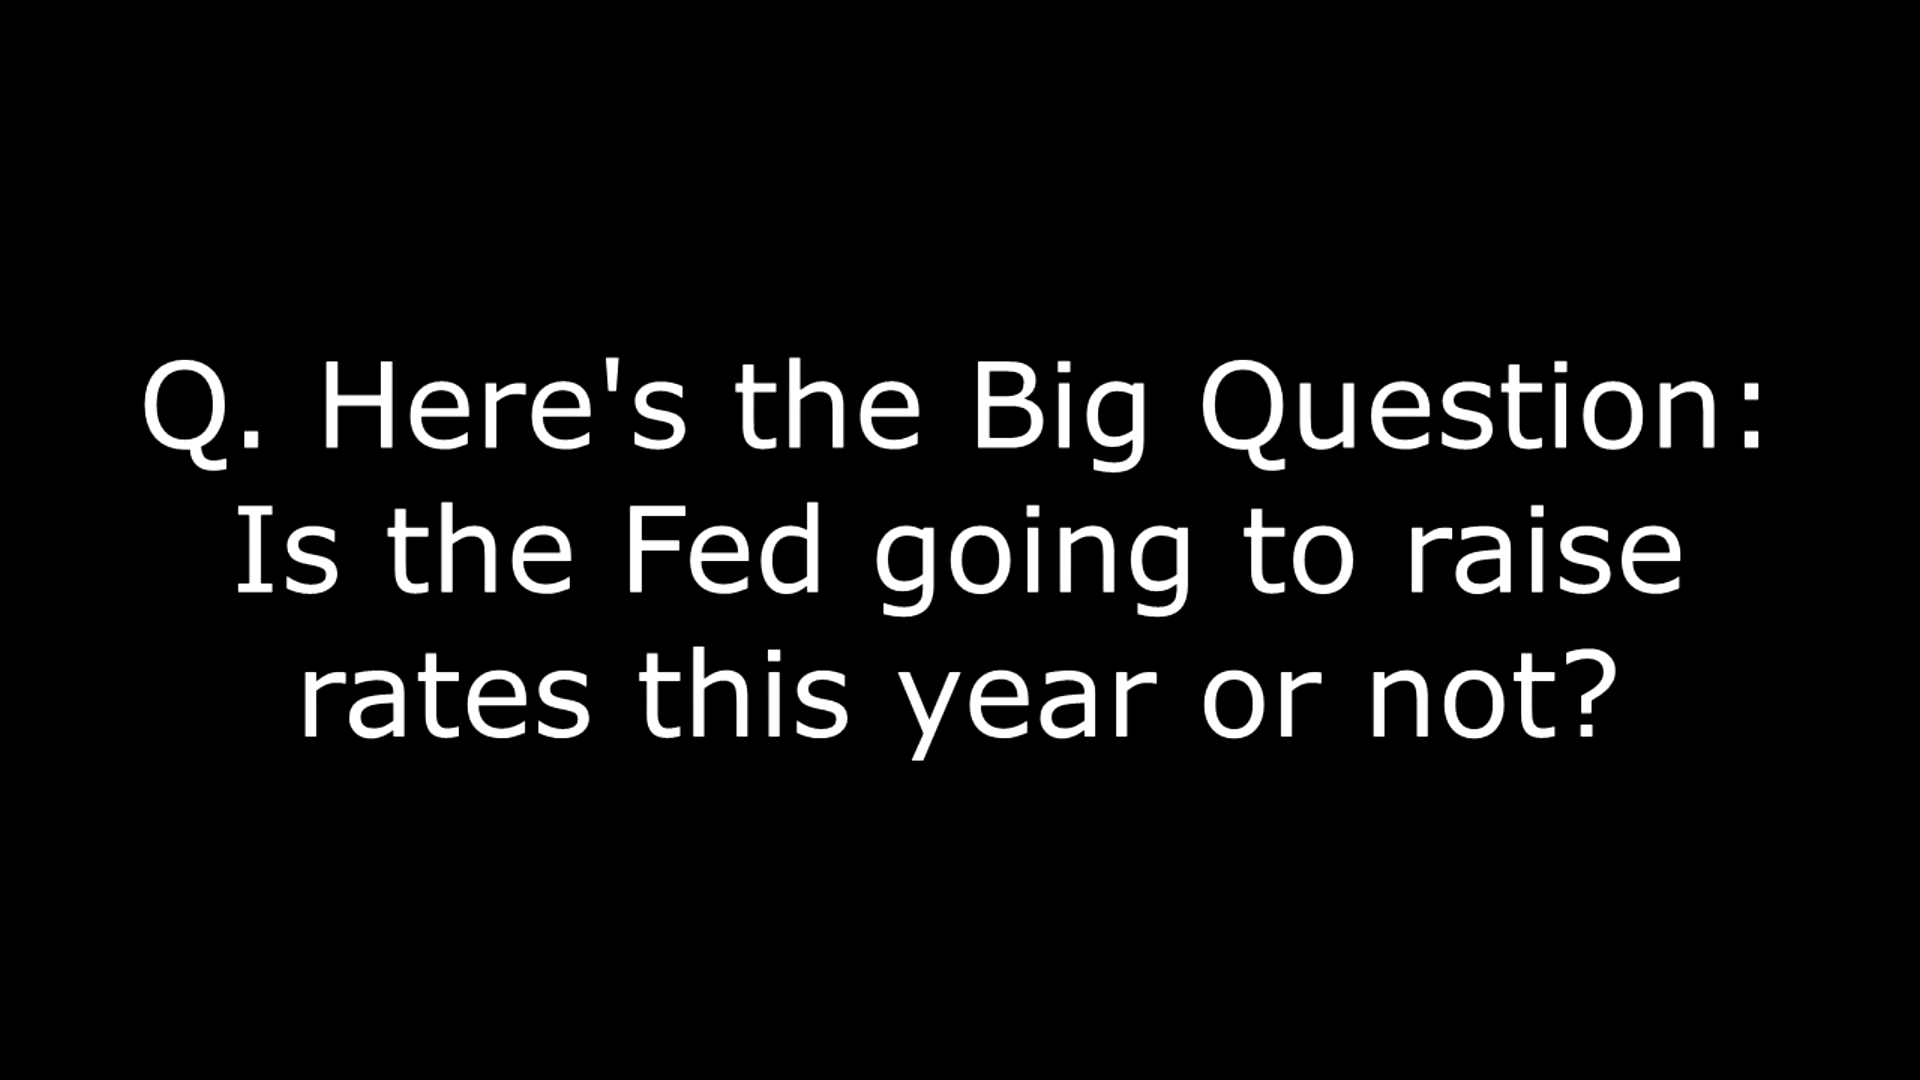 Q. Here's the Big Question:
Is the Fed going to raise
rates this year or not?